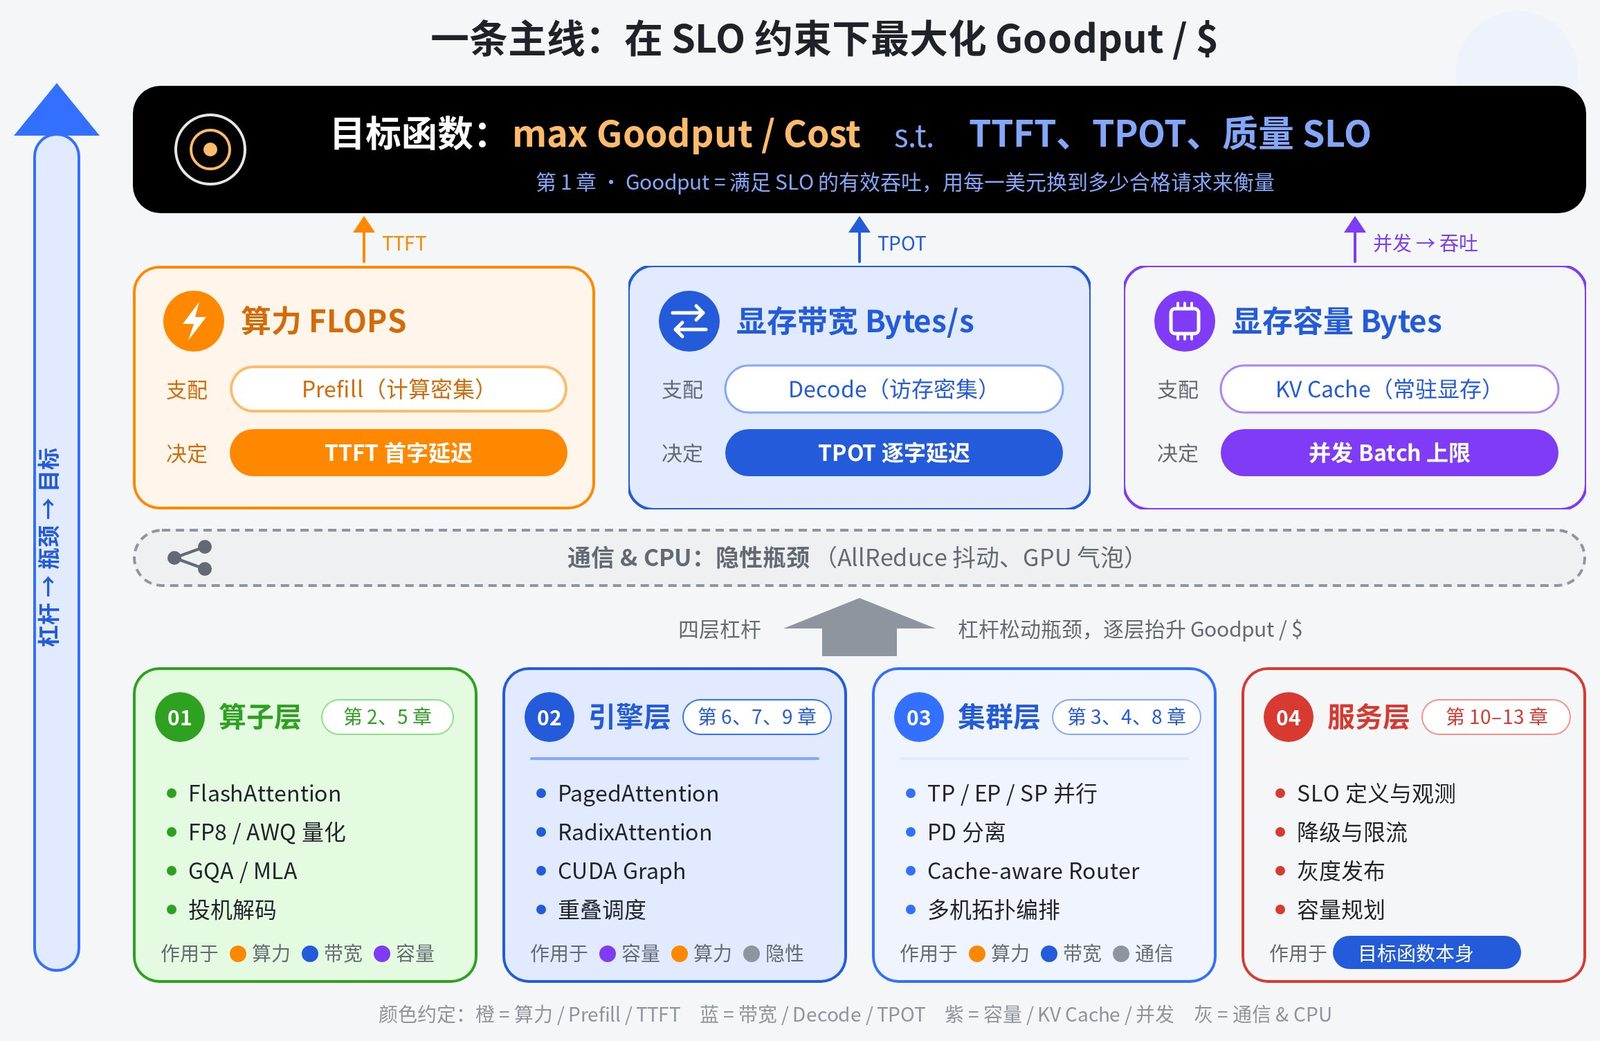 一条主线：在 SLO 约束下最大化 Goodput / $
目标函数：max Goodput / Cost s.t. TTFT、TPOT、质量 SLO
第 1 章 · Goodput = 满足 SLO 的有效吞吐，用每一美元换到多少合格请求来衡量
TTFT
TPOT
并发 → 吞吐
杠杆 → 瓶颈 → 目标
算力 FLOPS
支配 Prefill（计算密集）
决定 TTFT 首字延迟
显存带宽 Bytes/s
支配 Decode（访存密集）
决定 TPOT 逐字延迟
显存容量 Bytes
支配 KV Cache（常驻显存）
决定 并发 Batch 上限
通信 & CPU：隐性瓶颈（AllReduce 抖动、GPU 气泡）
四层杠杆
杠杆松动瓶颈，逐层抬升 Goodput / $
01 算子层 第 2、5 章
FlashAttention
FP8 / AWQ 量化
GQA / MLA
投机解码
作用于 算力 带宽 容量
02 引擎层 第 6、7、9 章
PagedAttention
RadixAttention
CUDA Graph
重叠调度
作用于 容量 算力 隐性
03 集群层 第 3、4、8 章
TP / EP / SP 并行
PD 分离
Cache-aware Router
多机拓扑编排
作用于 算力 带宽 通信
04 服务层 第 10–13 章
SLO 定义与观测
降级与限流
灰度发布
容量规划
作用于 目标函数本身
颜色约定：橙 = 算力 / Prefill / TTFT 蓝 = 带宽 / Decode / TPOT 紫 = 容量 / KV Cache / 并发 灰 = 通信 & CPU